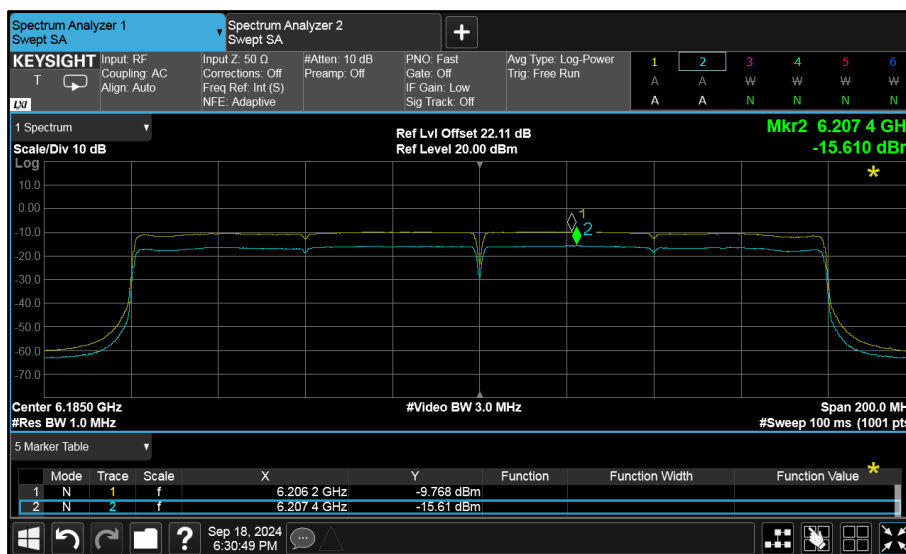 Spectrum Analyzer 1
Swept SA
Spectrum Analyzer 2
Swept SA
+
KEYSIGHT
T
LXI
Input: RF
Coupling: AC
Align: Auto
Input Z: 50 Ω
Corrections: Off
Freq Ref: Int (S)
NFE: Adaptive
#Atten: 10 dB
Preamp: Off
PNO: Fast
Gate: Off
IF Gain: Low
Sig Track: Off
Avg Type: Log-Power
Trig: Free Run
1 2 3 4 5 6
A A W W W W
A A N N N N
1 Spectrum
Scale/Div 10 dB
Ref Lvl Offset 22.11 dB
Ref Level 20.00 dBm
Mkr2 6.207 4 GH
-15.610 dBm
*
Log
10.0
0.00
-10.0
-20.0
-30.0
-40.0
-50.0
-60.0
-70.0
1
2
Center 6.1850 GHz
#Res BW 1.0 MHz
#Video BW 3.0 MHz
Span 200.0 MH
#Sweep 100 ms (1001 pts
5 Marker Table
*
Mode Trace Scale X Y Function Function Width Function Value
1 N 1 f 6.206 2 GHz -9.768 dBm
2 N 2 f 6.207 4 GHz -15.61 dBm
?
Sep 18, 2024
6:30:49 PM